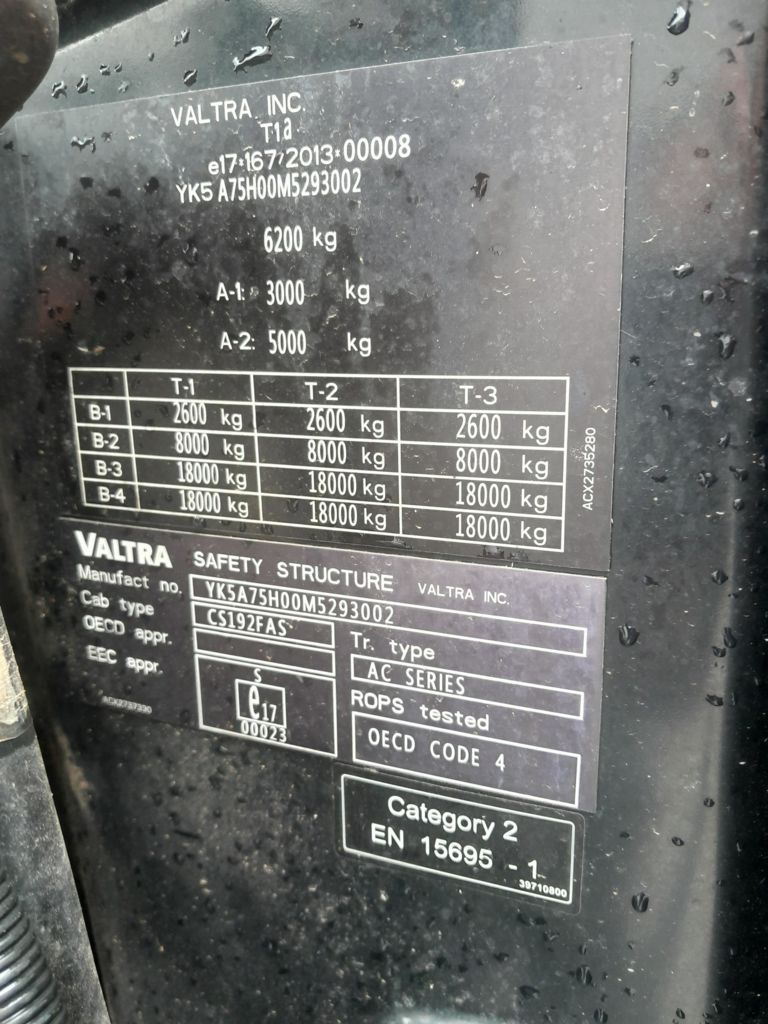 VALTRA INC.
T1a
e17*167/2013*00008
YK5 A75H00M5293002
6200 kg
A-1: 3000 kg
A-2: 5000 kg
T-1 T-2 T-3
B-1 2600 kg 2600 kg 2600 kg
B-2 8000 kg 8000 kg 8000 kg
B-3 18000 kg 18000 kg 18000 kg
B-4 18000 kg 18000 kg 18000 kg
ACX2735280
VALTRA SAFETY STRUCTURE VALTRA INC.
Manufact no. YK5A75H00M5293002
Cab type CS192FAS
OECD appr.
Tr. type
AC SERIES
EEC appr.
S
e17
00023
ROPS tested
OECD CODE 4
ACX2737330
Category 2
EN 15695 - 1
39710800